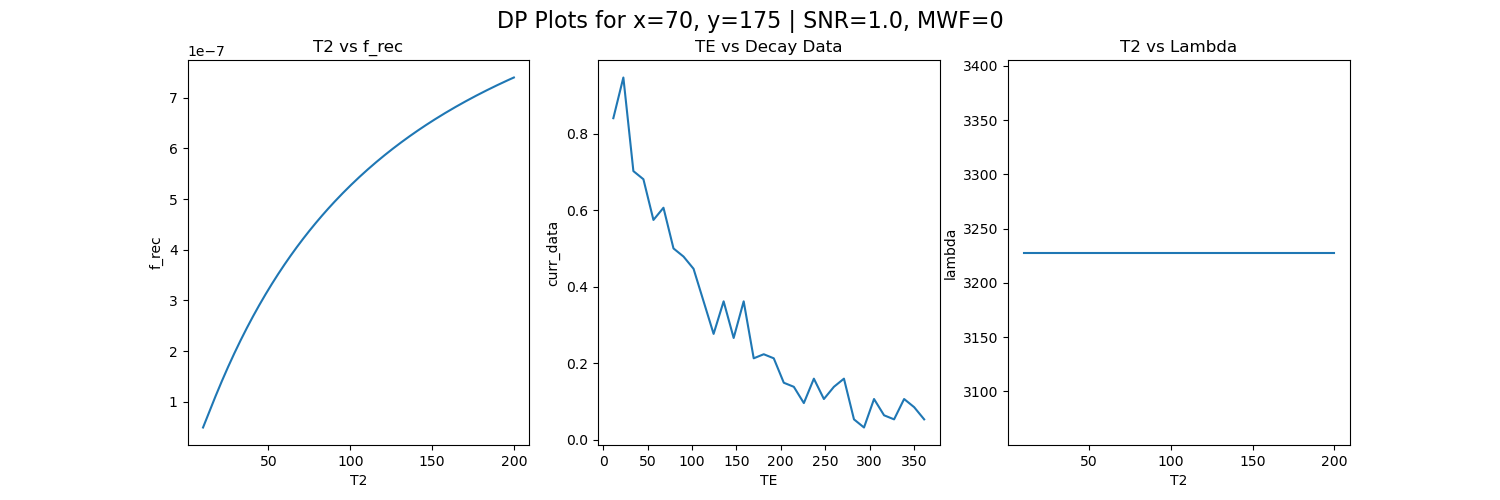 DP Plots for x=70, y=175 | SNR=1.0, MWF=0
T2 vs f_rec
1e−7
7
6
5
4
3
2
1
f_rec
50 100 150 200
T2
TE vs Decay Data
0.8
0.6
0.4
0.2
0.0
curr_data
0 50 100 150 200 250 300 350
TE
T2 vs Lambda
3400
3350
3300
3250
3200
3150
3100
lambda
50 100 150 200
T2